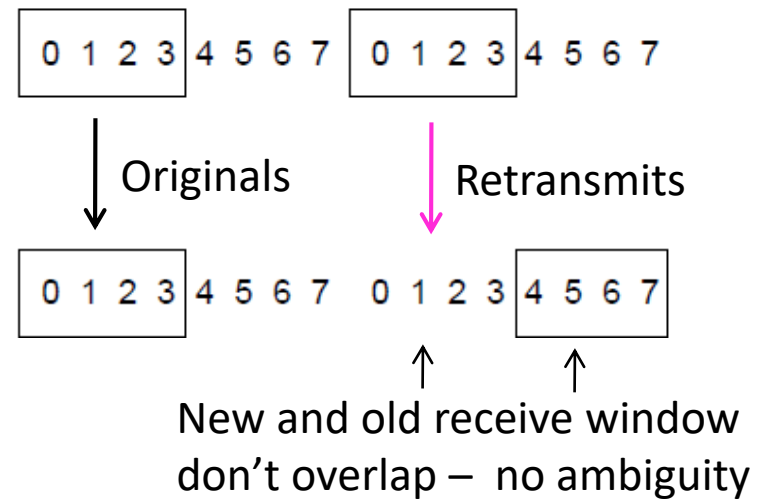 0 1 2 3 4 5 6 7 0 1 2 3 4 5 6 7
Originals Retransmits
0 1 2 3 4 5 6 7 0 1 2 3 4 5 6 7
New and old receive window
don’t overlap – no ambiguity